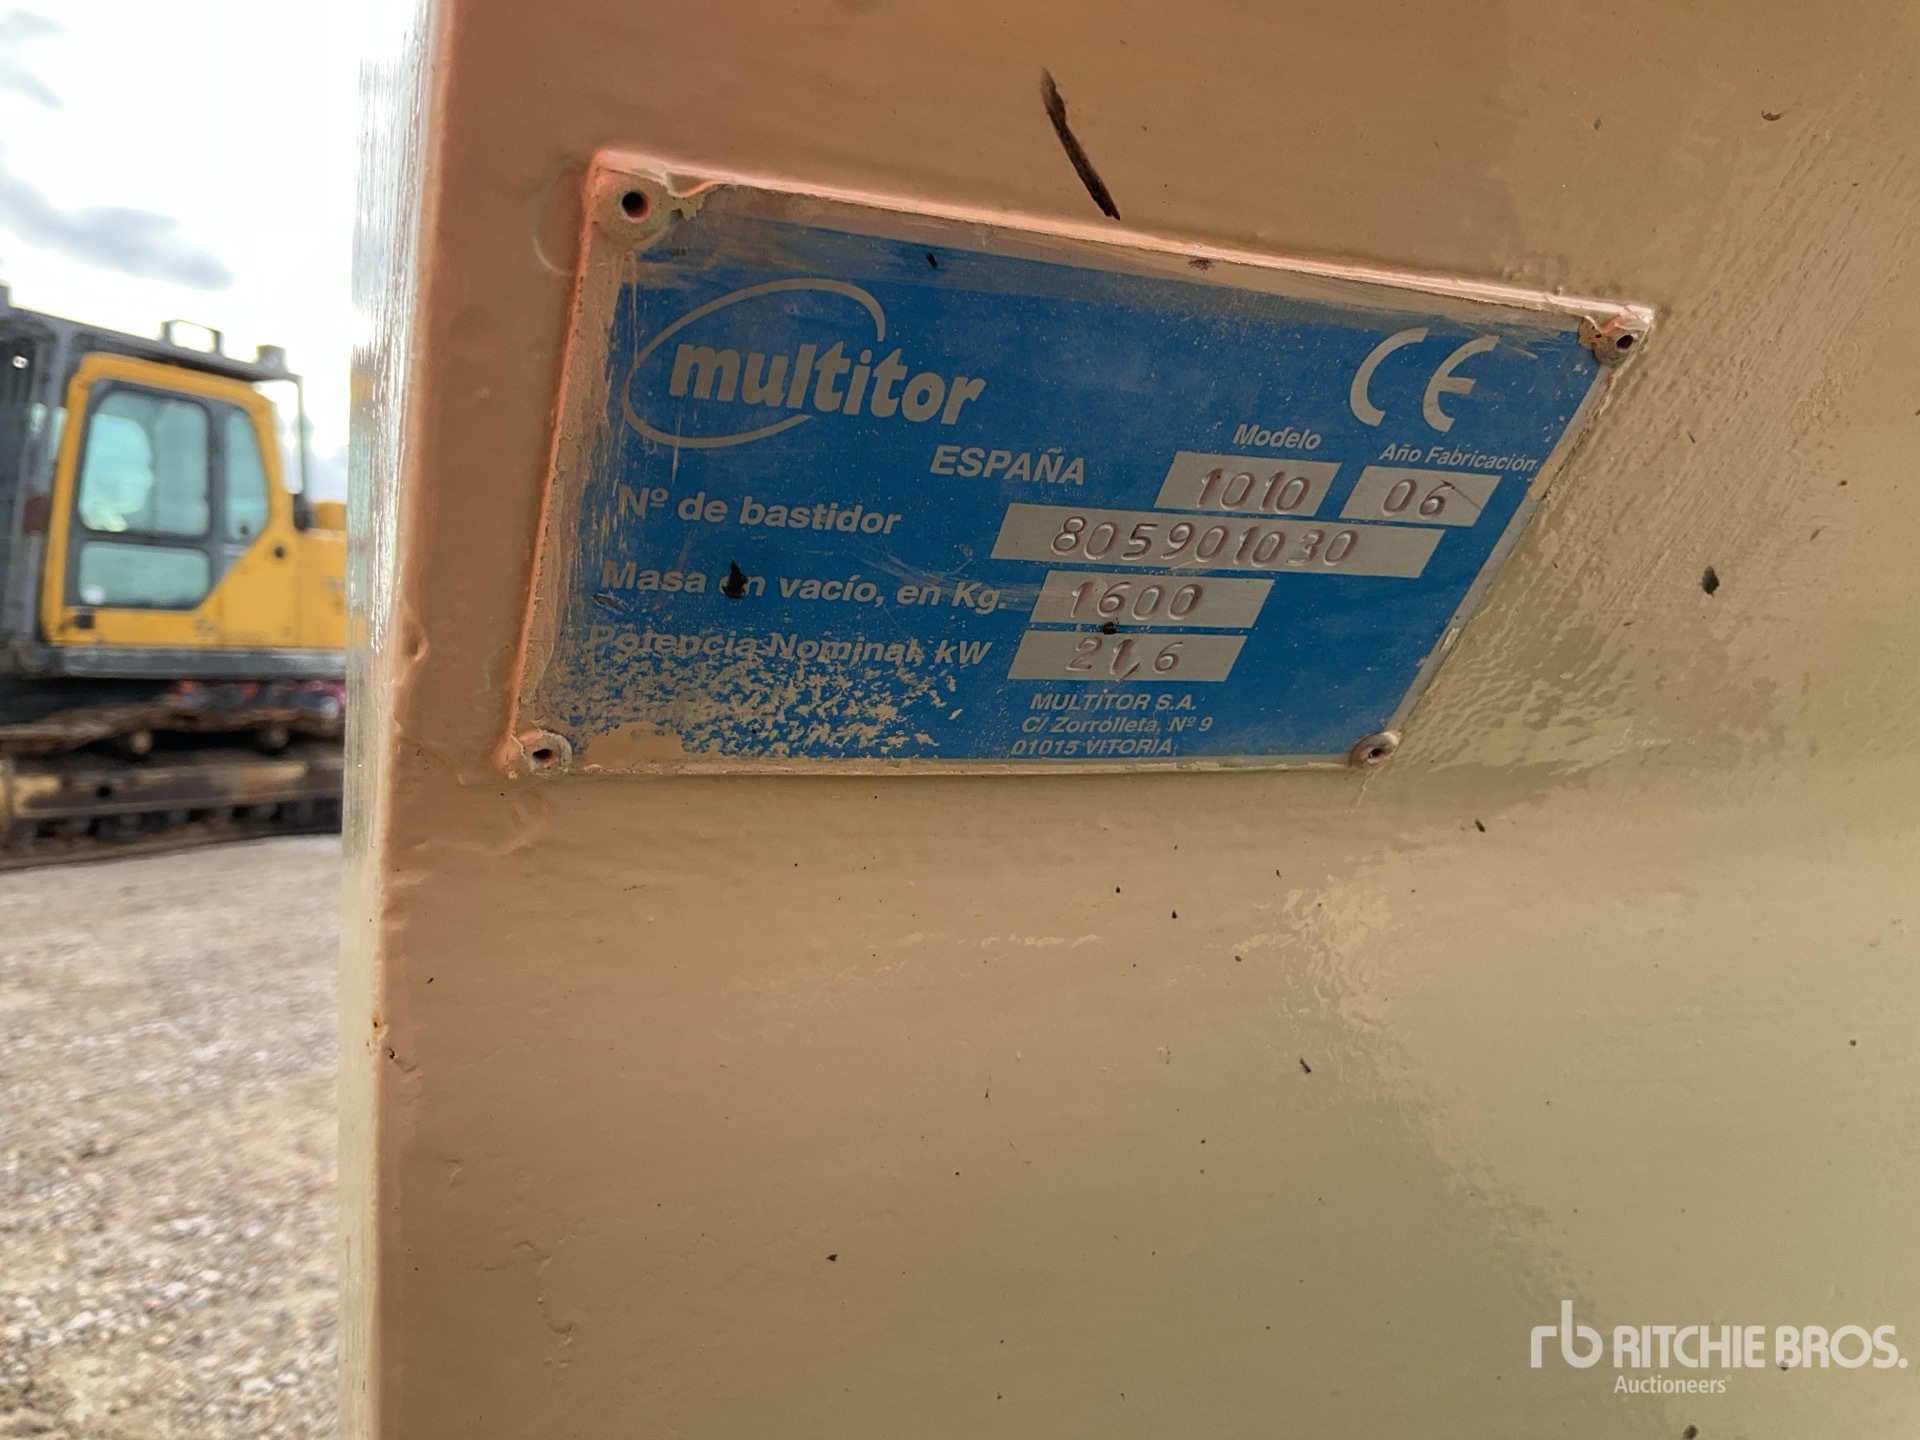 multitor
CE
ESPAÑA
Modelo
Año Fabricación
1010
06
Nº de bastidor
805901030
Masa en vacío, en Kg.
1600
Potencia Nominal, kW
21,6
MULTITOR S.A.
C/ Zorrolleta, Nº 9
01015 VITORIA
rb RITCHIE BROS.
Auctioneers